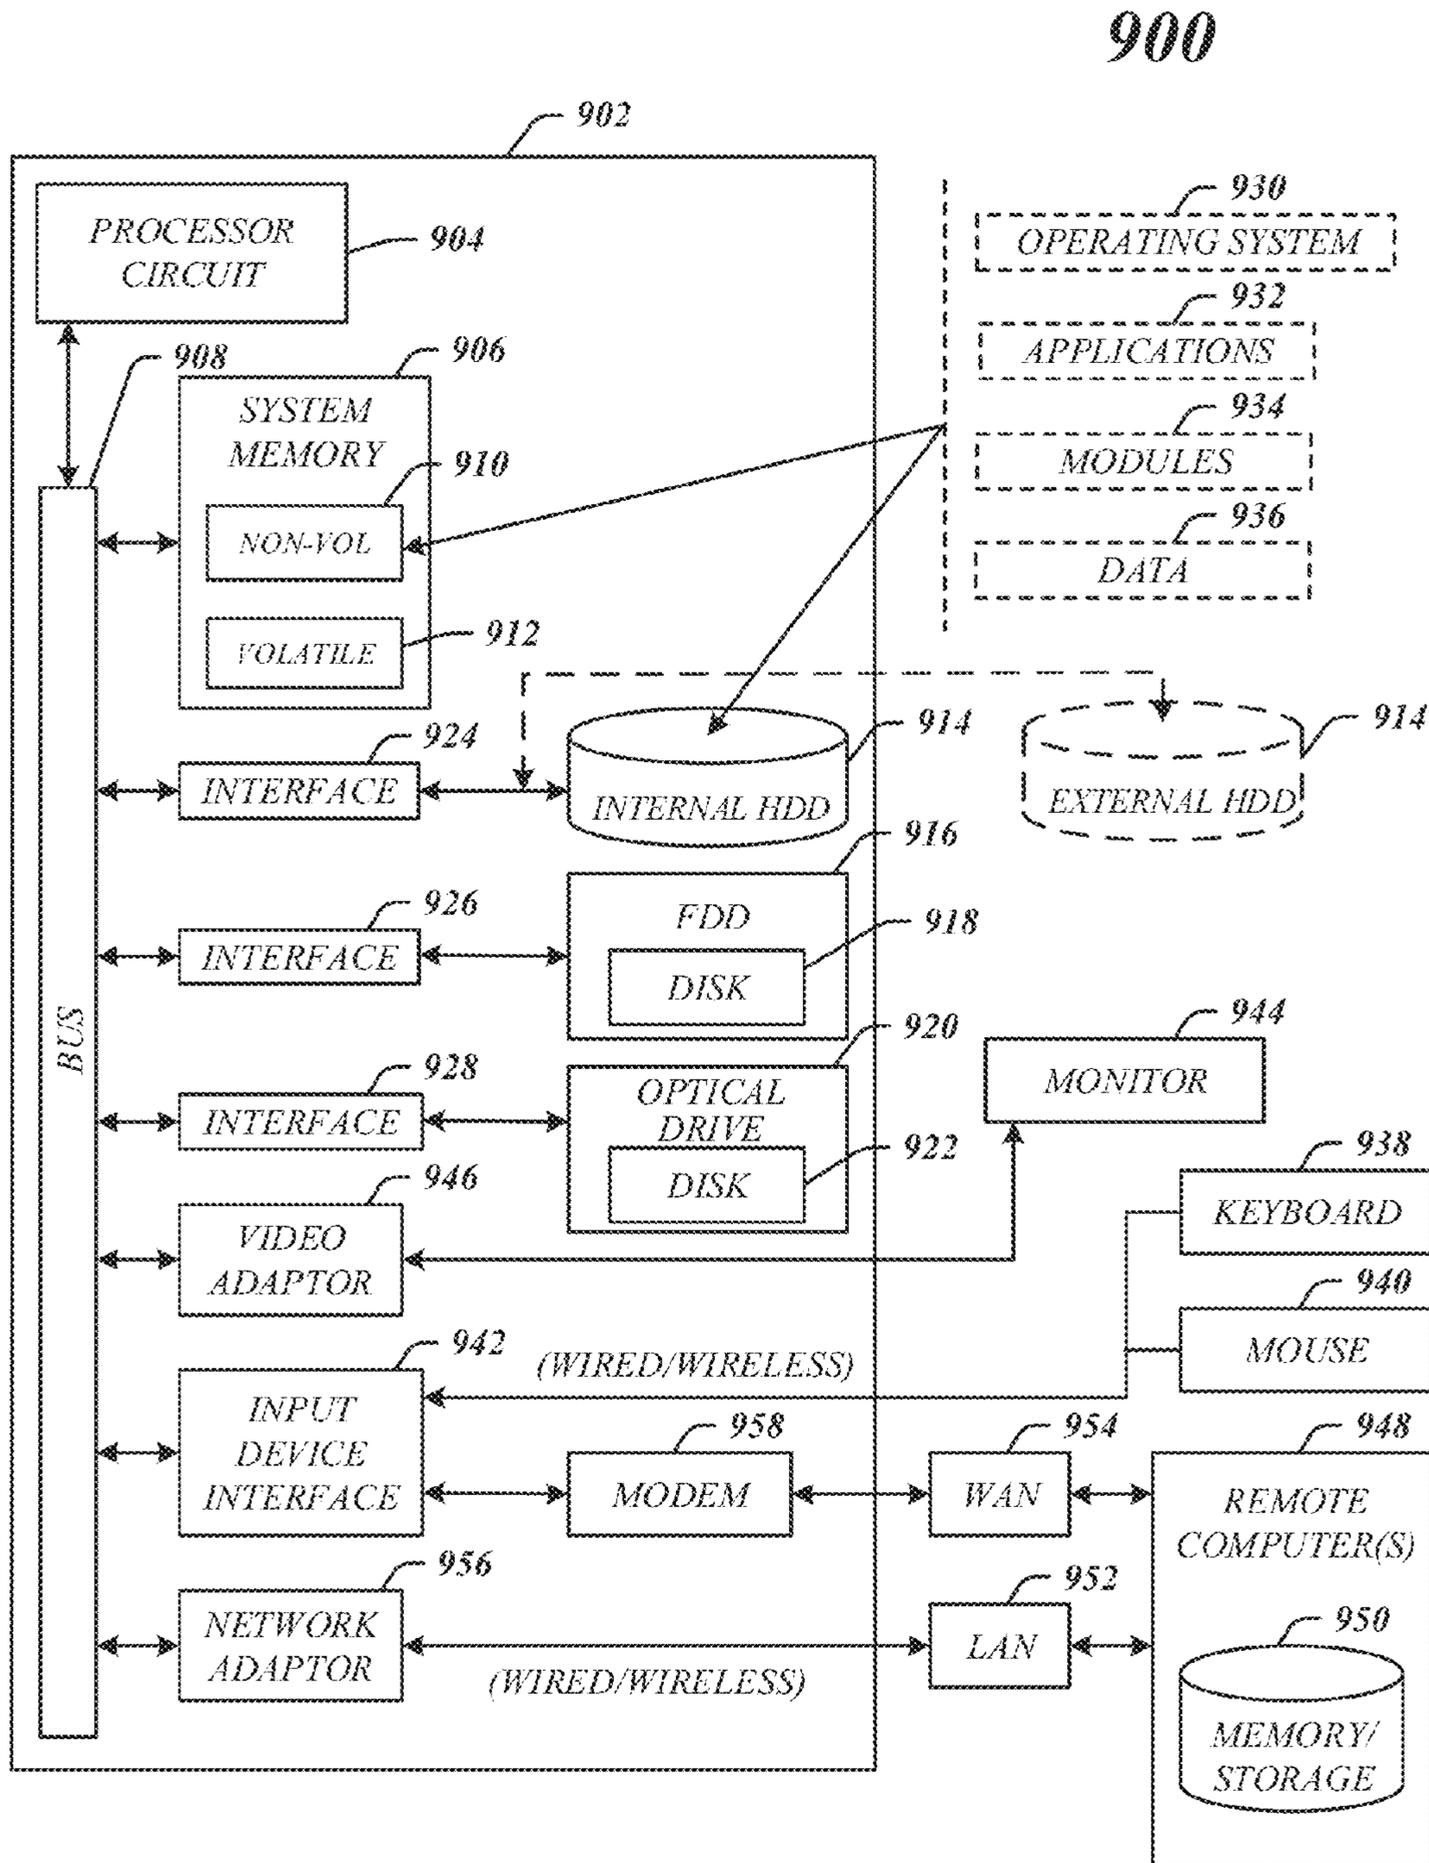 900
902
PROCESSOR
CIRCUIT
904
930
OPERATING SYSTEM
932
APPLICATIONS
934
MODULES
936
DATA
908
906
SYSTEM
MEMORY
910
NON-VOL
912
VOLATILE
924
INTERFACE
914
INTERNAL HDD
914
EXTERNAL HDD
916
FDD
918
DISK
926
INTERFACE
BUS
920
OPTICAL
DRIVE
922
DISK
928
INTERFACE
944
MONITOR
946
VIDEO
ADAPTOR
938
KEYBOARD
940
MOUSE
942
INPUT
DEVICE
INTERFACE
(WIRED/WIRELESS)
958
MODEM
954
WAN
948
REMOTE
COMPUTER(S)
956
NETWORK
ADAPTOR
(WIRED/WIRELESS)
952
LAN
950
MEMORY/
STORAGE